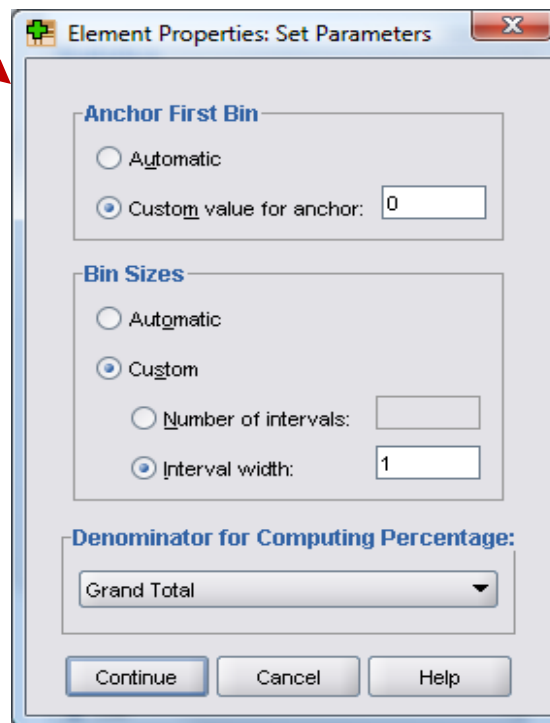 Element Properties: Set Parameters
Anchor First Bin
Automatic
Custom value for anchor: 0
Bin Sizes
Automatic
Custom
Number of intervals:
Interval width: 1
Denominator for Computing Percentage:
Grand Total
Continue Cancel Help